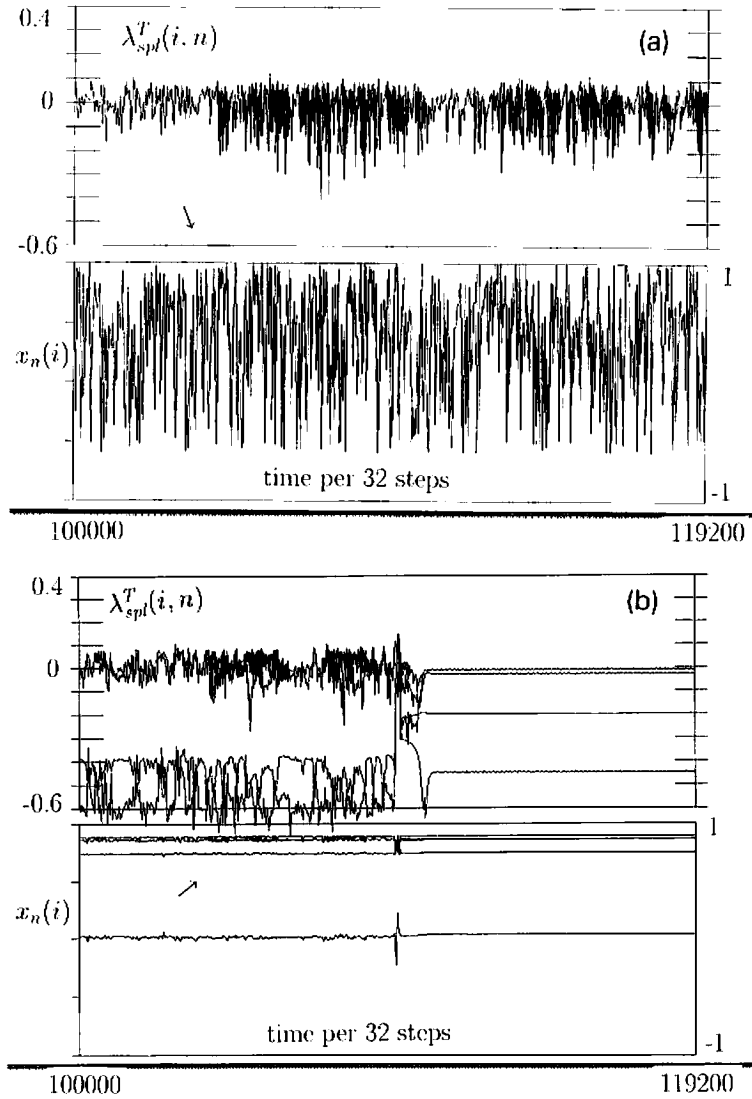 0.4
λ^T_{spl}(i, n)
(a)
0
-0.6
1
x_n(i)
time per 32 steps
-1
100000
119200
0.4
λ^T_{spl}(i, n)
(b)
0
-0.6
1
x_n(i)
time per 32 steps
-1
100000
119200